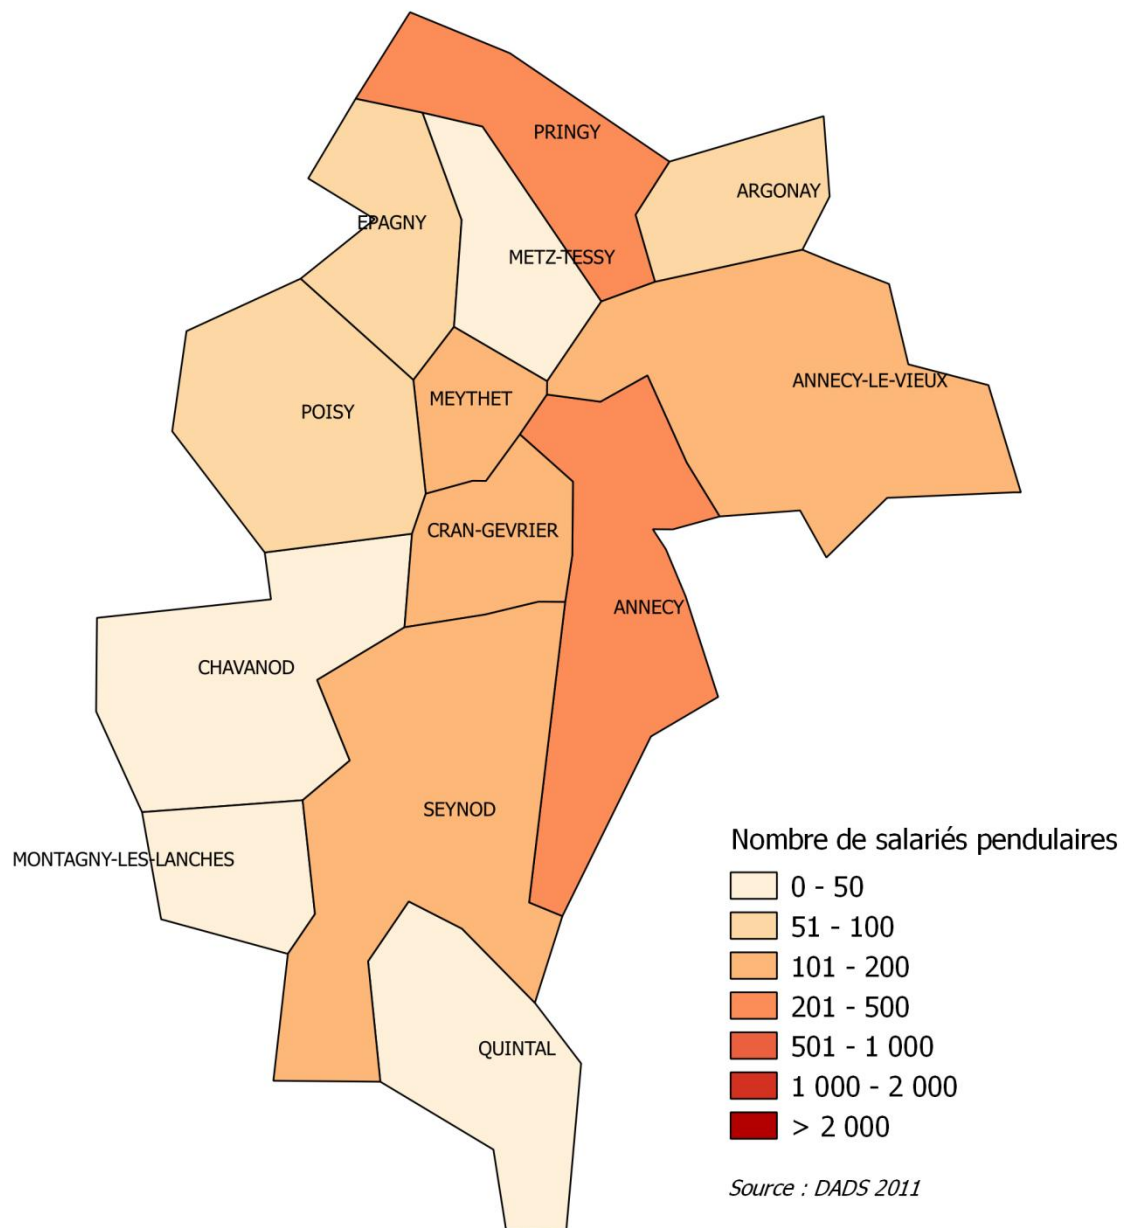 PRINGY
ARGONAY
EPAGNY
METZ-TESSY
ANNECY-LE-VIEUX
MEYTHET
POISY
CRAN-GEVRIER
ANNECY
CHAVANOD
SEYNOD
MONTAGNY-LES-LANCHES
QUINTAL
Nombre de salariés pendulaires
0 - 50
51 - 100
101 - 200
201 - 500
501 - 1 000
1 000 - 2 000
> 2 000
Source : DADS 2011